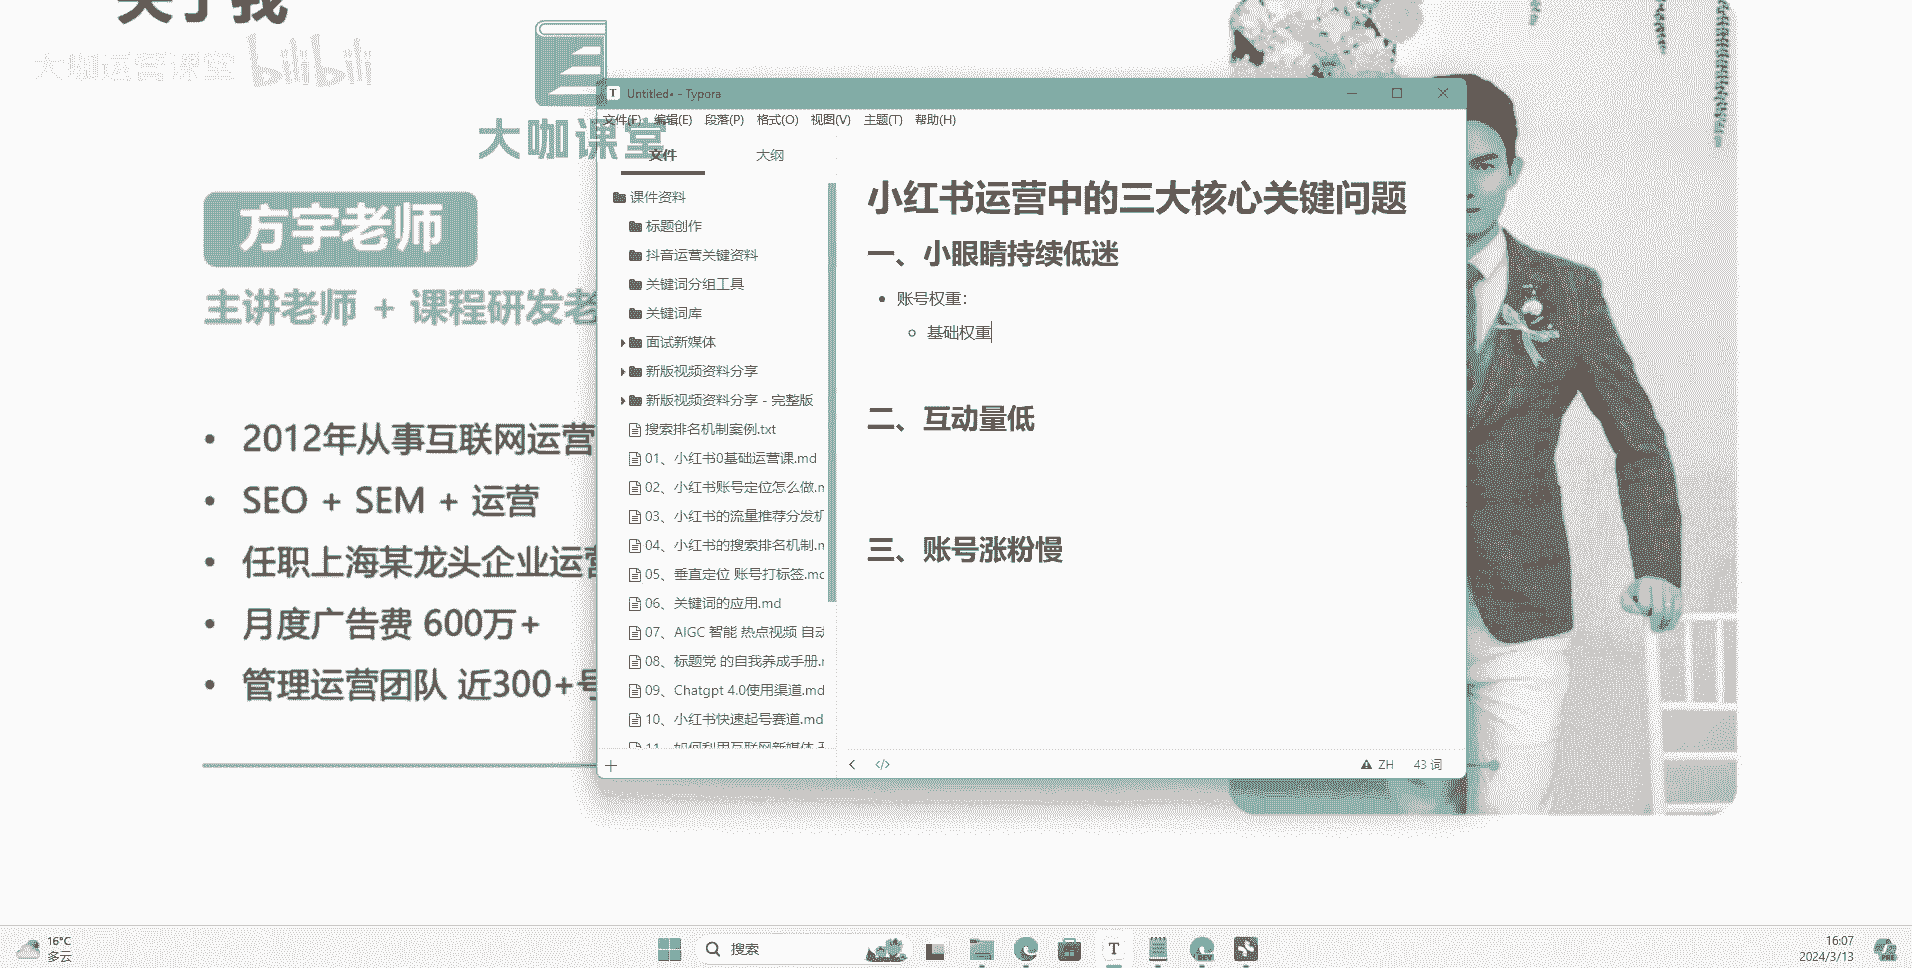 关于我
大咖运营课堂 bilibili
大咖课堂
方宇老师
主讲老师 + 课程研发老
2012年从事互联网运营
SEO + SEM + 运营
任职上海某龙头企业运营
月度广告费 600万+
管理运营团队 近300+号
T Untitled• - Typora
文件(F) 编辑(E) 段落(P) 格式(O) 视图(V) 主题(T) 帮助(H)
文件 大纲
课件资料
标题创作
抖音运营关键资料
关键词分组工具
关键词库
面试新媒体
新版视频资料分享
新版视频资料分享 - 完整版
搜索排名机制案例.txt
01、小红书0基础运营课.md
02、小红书账号定位怎么做.m
03、小红书的流量推荐分发机
04、小红书的搜索排名机制.m
05、垂直定位 账号打标签.md
06、关键词的应用.md
07、AIGC 智能 热点视频 自动
08、标题党 的自我养成手册.m
09、Chatgpt 4.0使用渠道.md
10、小红书快速起号赛道.md
11、如何利用互联网新媒体
小红书运营中的三大核心关键问题
一、小眼睛持续低迷
账号权重：
基础权重
二、互动量低
三、账号涨粉慢
ZH 43 词
16°C
多云
搜索
T
DEV
16:07
2024/3/13
PRE